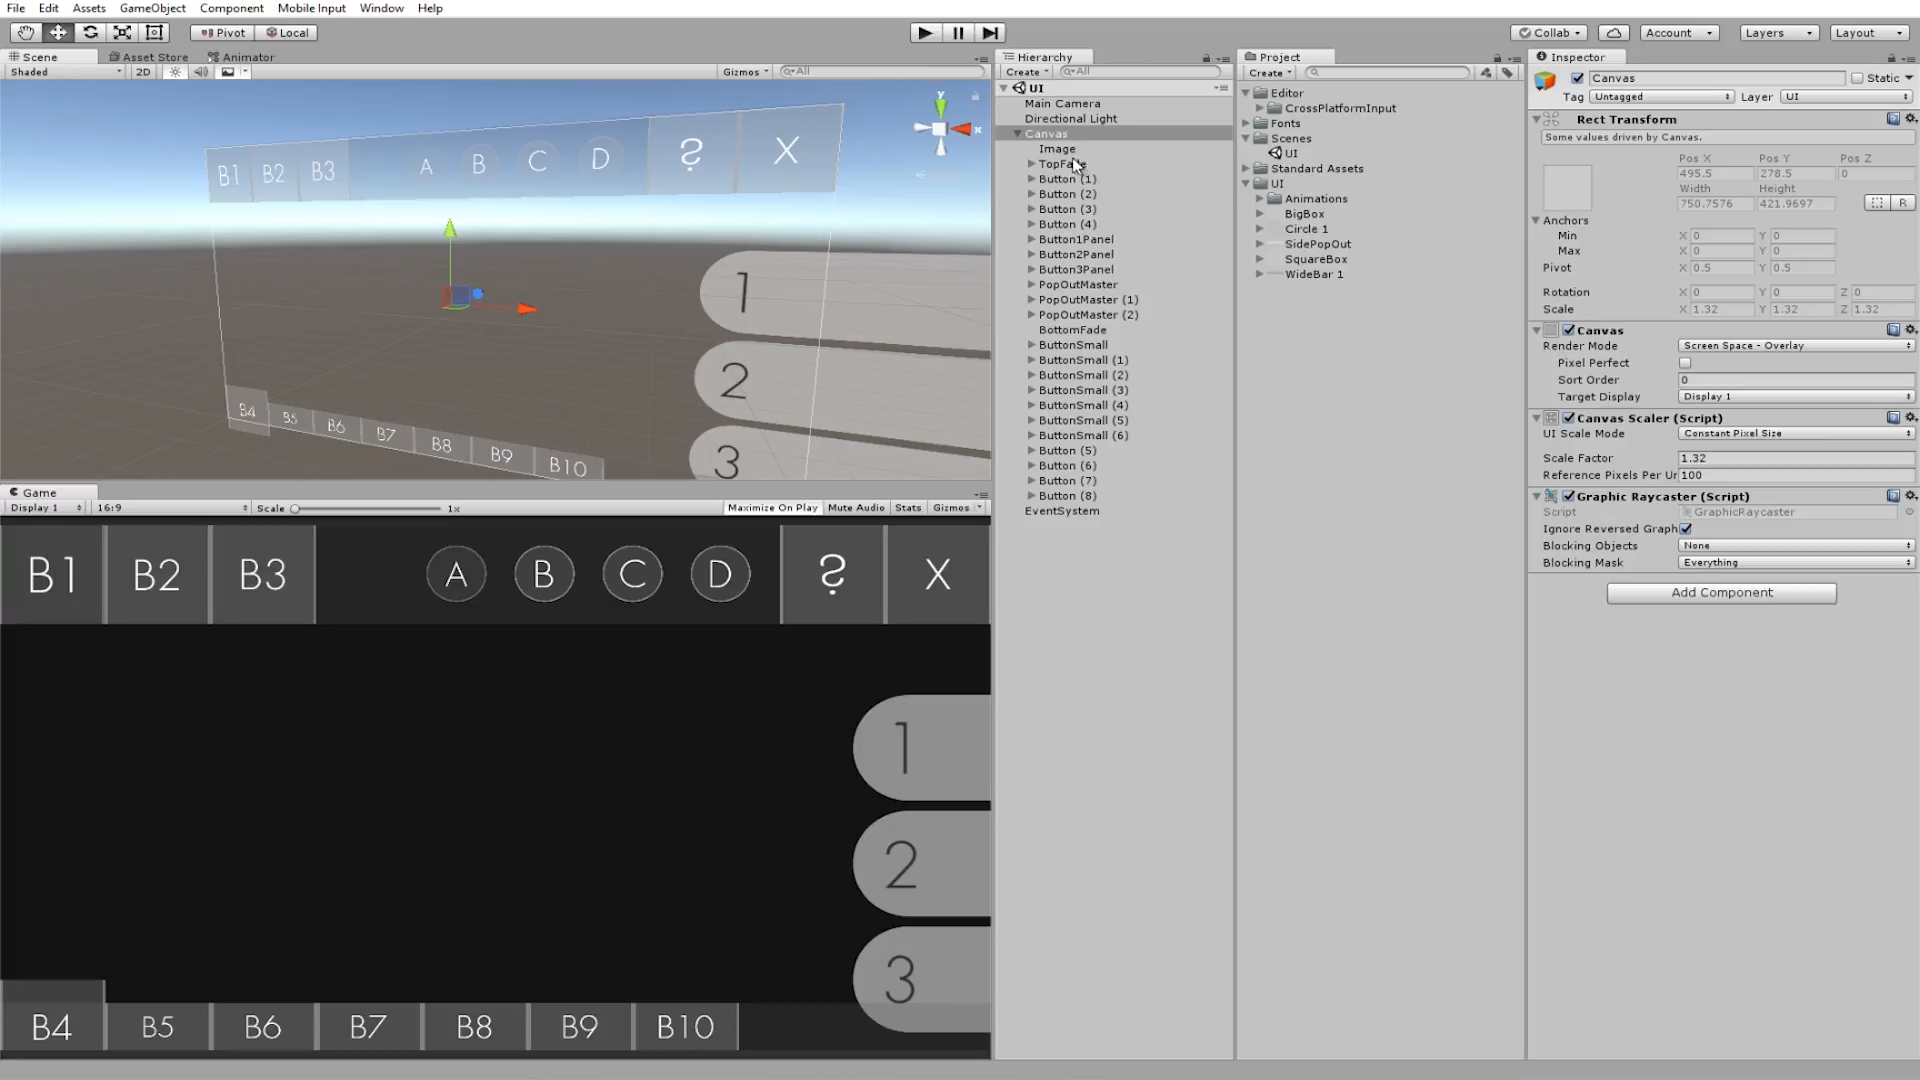 File Edit Assets GameObject Component Mobile Input Window Help
Pivot Local Collab Account Layers Layout
Scene Asset Store Animator
Shaded 2D Gizmos All
y
x
B1 B2 B3 A B C D ? X
1
2
3
B4 B5 B6 B7 B8 B9 B10
Game
Display 1 16:9 Scale 1x Maximize On Play Mute Audio Stats Gizmos
B1 B2 B3 A B C D ? X
1
2
3
B4 B5 B6 B7 B8 B9 B10
Hierarchy
Create All
UI
Main Camera
Directional Light
Canvas
Image
TopFade
Button (1)
Button (2)
Button (3)
Button (4)
Button1Panel
Button2Panel
Button3Panel
PopOutMaster
PopOutMaster (1)
PopOutMaster (2)
BottomFade
ButtonSmall
ButtonSmall (1)
ButtonSmall (2)
ButtonSmall (3)
ButtonSmall (4)
ButtonSmall (5)
ButtonSmall (6)
Button (5)
Button (6)
Button (7)
Button (8)
EventSystem
Project
Create
Editor
CrossPlatformInput
Fonts
Scenes
UI
Standard Assets
UI
Animations
BigBox
Circle 1
SidePopOut
SquareBox
WideBar 1
Inspector
Canvas Static
Tag Untagged Layer UI
Rect Transform
Some values driven by Canvas.
Pos X Pos Y Pos Z
495.5 278.5 0
Width Height
750.7576 421.9697 R
Anchors
Min X 0 Y 0
Max X 0 Y 0
Pivot X 0.5 Y 0.5
Rotation X 0 Y 0 Z 0
Scale X 1.32 Y 1.32 Z 1.32
Canvas
Render Mode Screen Space - Overlay
Pixel Perfect
Sort Order 0
Target Display Display 1
Canvas Scaler (Script)
UI Scale Mode Constant Pixel Size
Scale Factor 1.32
Reference Pixels Per Ur 100
Graphic Raycaster (Script)
Script GraphicRaycaster
Ignore Reversed Graph
Blocking Objects None
Blocking Mask Everything
Add Component